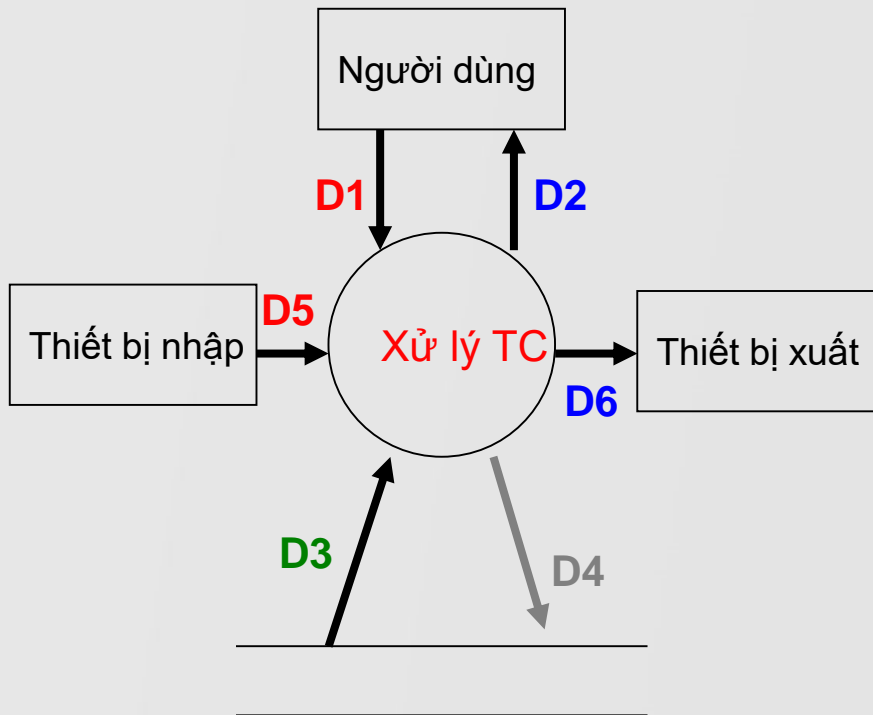 Người dùng
D1
D2
Thiết bị nhập
D5
Xử lý TC
Thiết bị xuất
D6
D3
D4